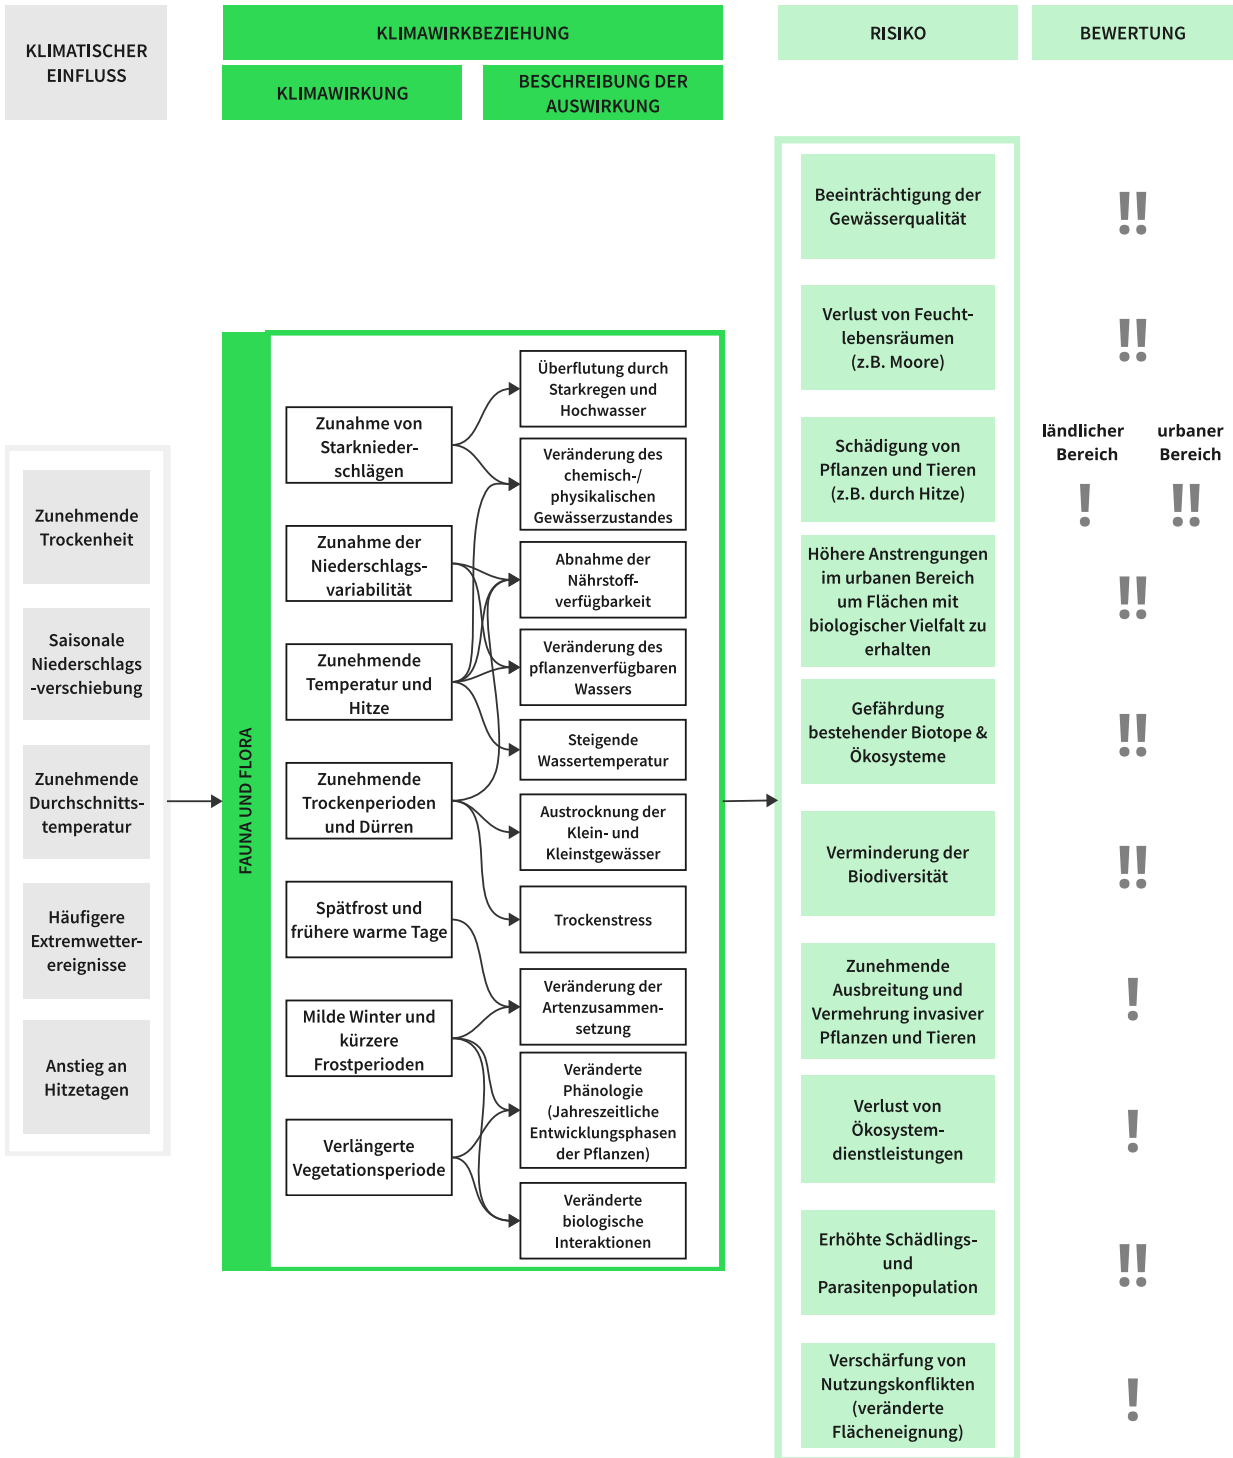 KLIMATISCHER
EINFLUSS
KLIMAWIRKBEZIEHUNG
KLIMAWIRKUNG
BESCHREIBUNG DER
AUSWIRKUNG
RISIKO
BEWERTUNG
Zunehmende
Trockenheit
Saisonale
Niederschlags
-verschiebung
Zunehmende
Durchschnitts-
temperatur
Häufigere
Extremwetter-
ereignisse
Anstieg an
Hitzetagen
FAUNA UND FLORA
Zunahme von
Starknieder-
schlägen
Zunahme der
Niederschlags-
variabilität
Zunehmende
Temperatur und
Hitze
Zunehmende
Trockenperioden
und Dürren
Spätfrost und
frühere warme Tage
Milde Winter und
kürzere
Frostperioden
Verlängerte
Vegetationsperiode
Überflutung durch
Starkregen und
Hochwasser
Veränderung des
chemisch-/
physikalischen
Gewässerzustandes
Abnahme der
Nährstoff-
verfügbarkeit
Veränderung des
pflanzenverfügbaren
Wassers
Steigende
Wassertemperatur
Austrocknung der
Klein- und
Kleinstgewässer
Trockenstress
Veränderung der
Artenzusammen-
setzung
Veränderte
Phänologie
(Jahreszeitliche
Entwicklungsphasen
der Pflanzen)
Veränderte
biologische
Interaktionen
Beeinträchtigung der
Gewässerqualität
!!
Verlust von Feucht-
lebensräumen
(z.B. Moore)
!!
Schädigung von
Pflanzen und Tieren
(z.B. durch Hitze)
ländlicher
Bereich
!
urbaner
Bereich
!!
Höhere Anstrengungen
im urbanen Bereich
um Flächen mit
biologischer Vielfalt zu
erhalten
!!
Gefährdung
bestehender Biotope &
Ökosysteme
!!
Verminderung der
Biodiversität
!!
Zunehmende
Ausbreitung und
Vermehrung invasiver
Pflanzen und Tieren
!
Verlust von
Ökosystem-
dienstleistungen
!
Erhöhte Schädlings-
und
Parasitenpopulation
!!
Verschärfung von
Nutzungskonflikten
(veränderte
Flächeneignung)
!